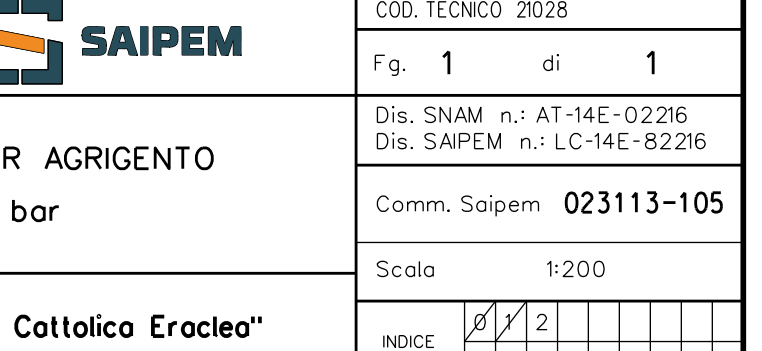 SAIPEM
COD. TECNICO 21028
Fg. 1 di 1
Dis. SNAM n.: AT-14E-02216
Dis. SAIPEM n.: LC-14E-82216
R AGRIGENTO
bar
Comm. Saipem 023113-105
Scala 1:200
Cattolica Eraclea"
INDICE 0 1 2